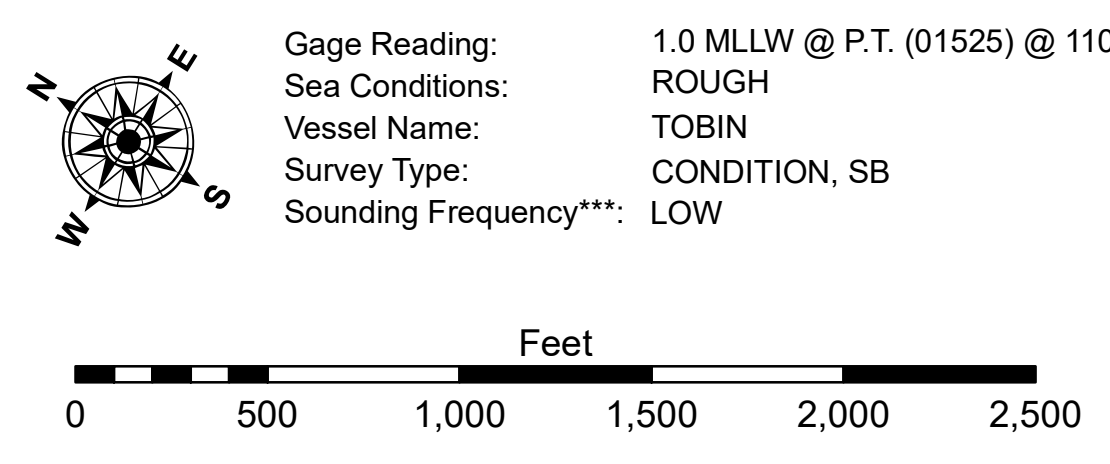 N
E
S
W
Gage Reading: 1.0 MLLW @ P.T. (01525) @ 110
Sea Conditions: ROUGH
Vessel Name: TOBIN
Survey Type: CONDITION, SB
Sounding Frequency***: LOW
Feet
0 500 1,000 1,500 2,000 2,500